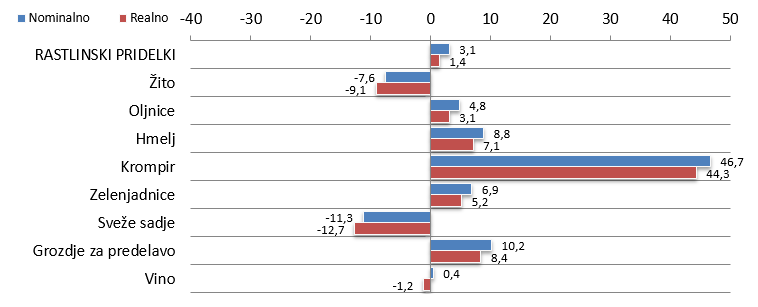 Nominalno Realno
-40 -30 -20 -10 0 10 20 30 40 50
RASTLINSKI PRIDELKI 3,1
1,4
Žito -7,6
-9,1
Oljnice 4,8
3,1
Hmelj 8,8
7,1
Krompir 46,7
44,3
Zelenjadnice 6,9
5,2
Sveže sadje -11,3
-12,7
Grozdje za predelavo 10,2
8,4
Vino 0,4
-1,2